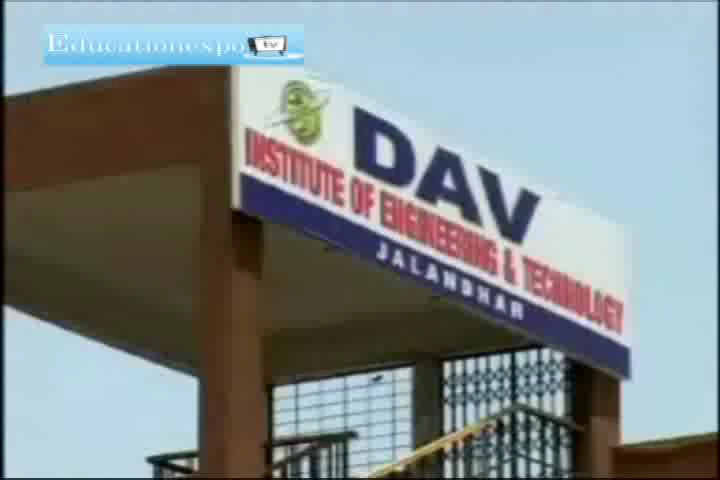 Educationexpo tv
DAV
INSTITUTE OF ENGINEERING & TECHNOLOGY
JALANDHAR